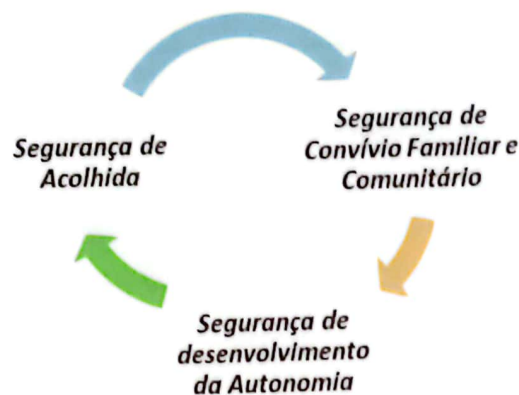 Segurança de
Acolhida
Segurança de
Convívio Familiar e
Comunitário
Segurança de
desenvolvimento
da Autonomia